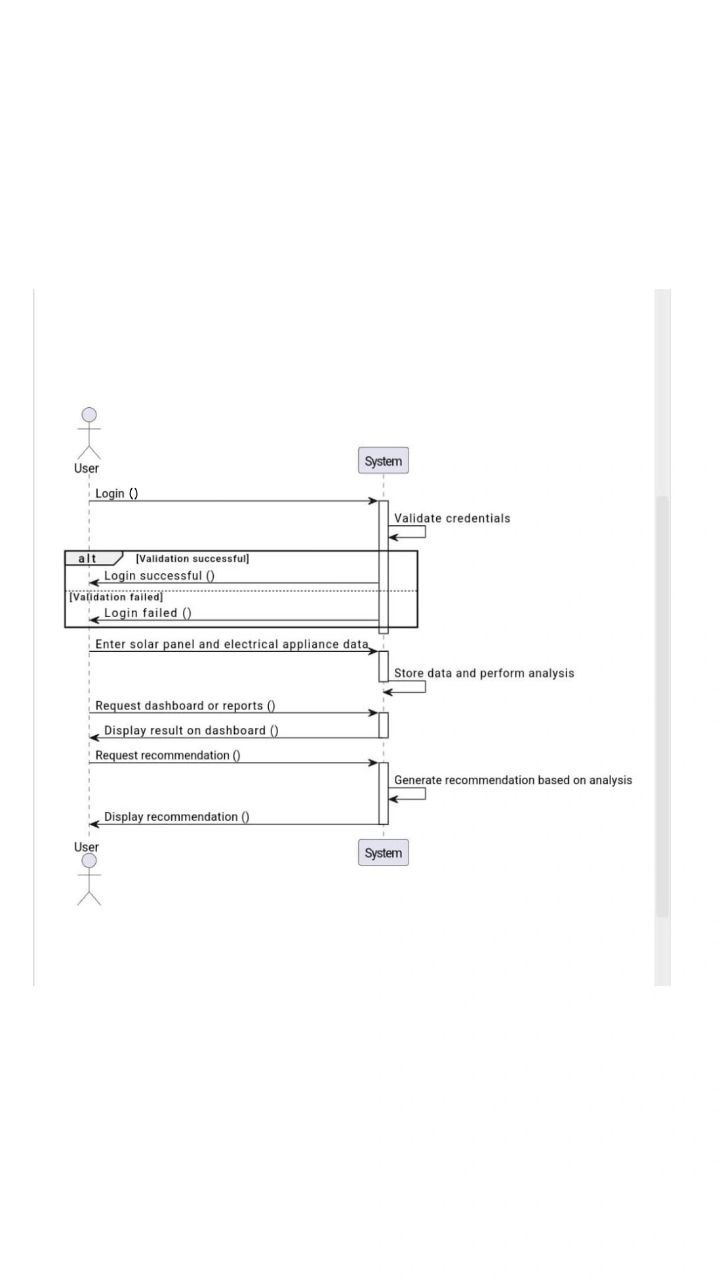 User
System
Login ()
Validate credentials
alt [Validation successful]
Login successful ()
[Validation failed]
Login failed ()
Enter solar panel and electrical appliance data
Store data and perform analysis
Request dashboard or reports ()
Display result on dashboard ()
Request recommendation ()
Generate recommendation based on analysis
Display recommendation ()
User
System